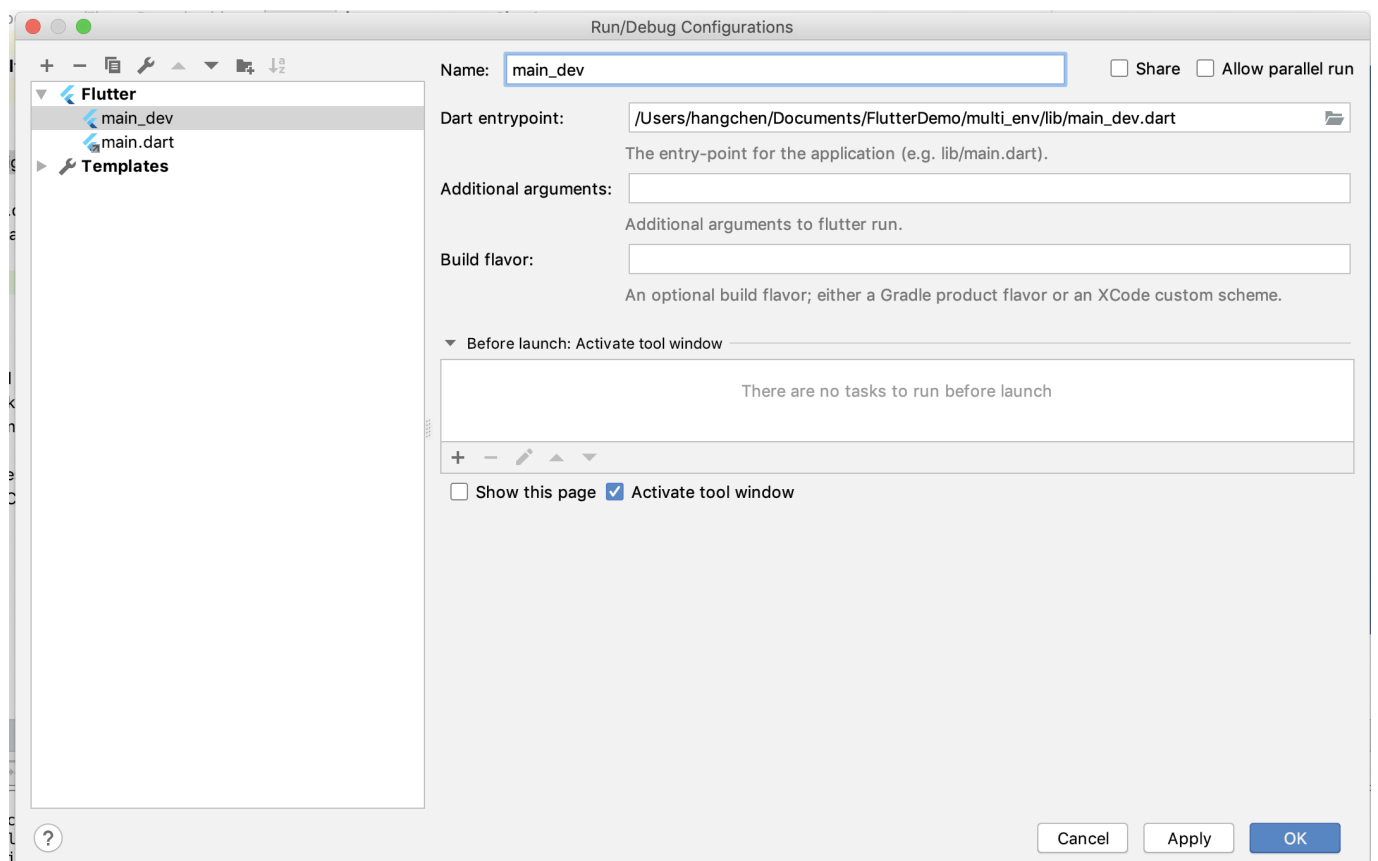 Run/Debug Configurations
Name: main_dev
Share
Allow parallel run
Flutter
main_dev
main.dart
Templates
Dart entrypoint: /Users/hangchen/Documents/FlutterDemo/multi_env/lib/main_dev.dart
The entry-point for the application (e.g. lib/main.dart).
Additional arguments:
Additional arguments to flutter run.
Build flavor:
An optional build flavor; either a Gradle product flavor or an XCode custom scheme.
Before launch: Activate tool window
There are no tasks to run before launch
Show this page
Activate tool window
?
Cancel
Apply
OK